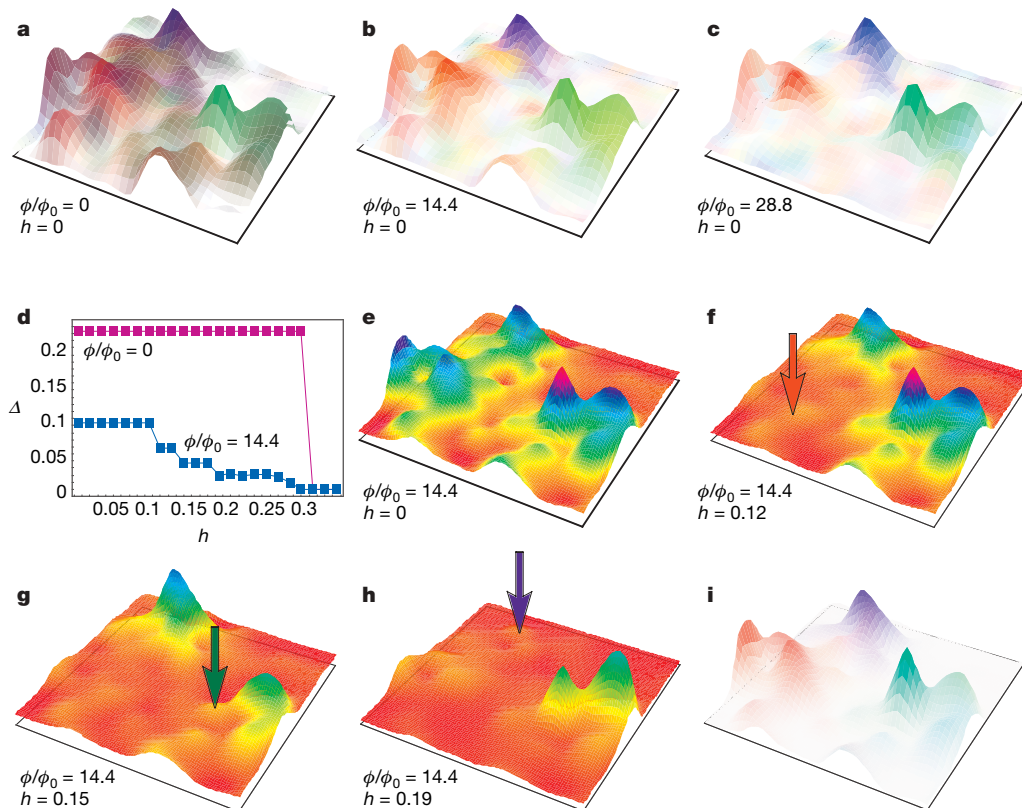 a
ϕ/ϕ₀ = 0
h = 0
b
ϕ/ϕ₀ = 14.4
h = 0
c
ϕ/ϕ₀ = 28.8
h = 0
d
0.2
0.15
0.1
0.05
0
Δ
ϕ/ϕ₀ = 0
ϕ/ϕ₀ = 14.4
0.05 0.1 0.15 0.2 0.25 0.3
h
e
ϕ/ϕ₀ = 14.4
h = 0
f
ϕ/ϕ₀ = 14.4
h = 0.12
g
ϕ/ϕ₀ = 14.4
h = 0.15
h
ϕ/ϕ₀ = 14.4
h = 0.19
i